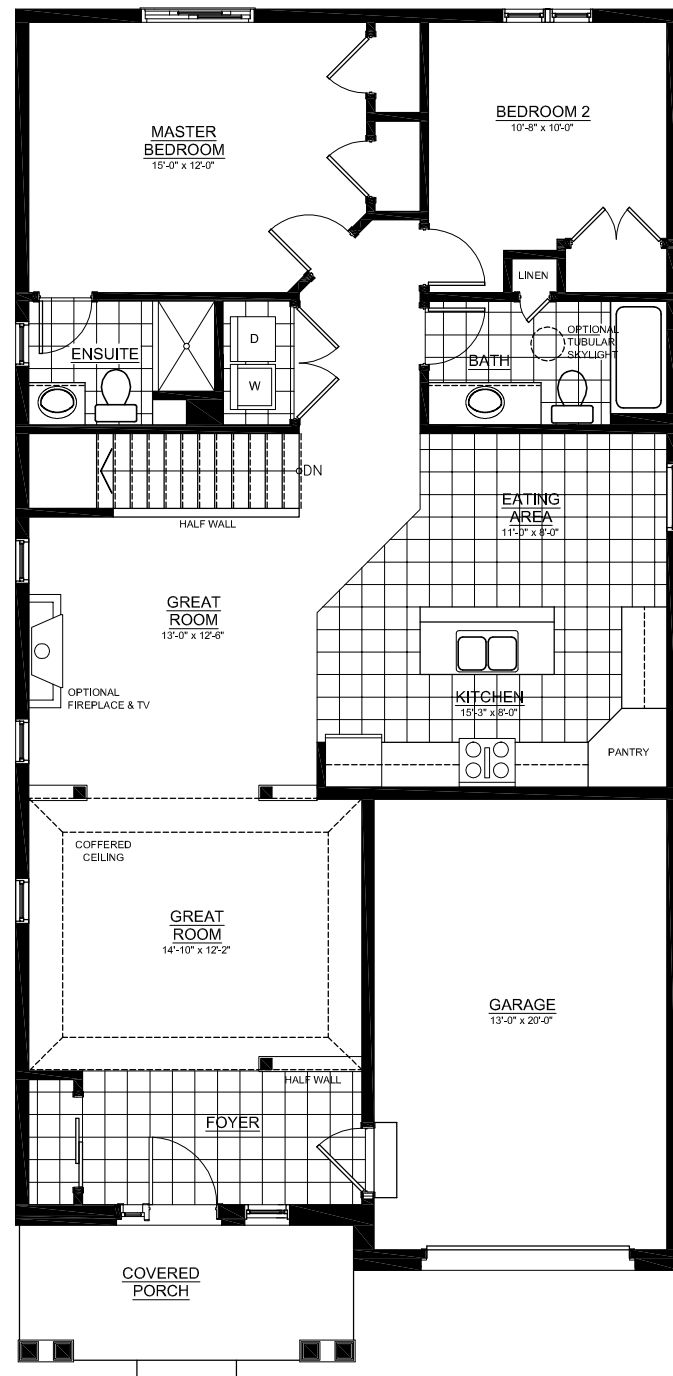 MASTER
BEDROOM
15'-0" x 12'-0"
BEDROOM 2
10'-8" x 10'-0"
LINEN
D
W
ENSUITE
OPTIONAL
TUBULAR
SKYLIGHT
BATH
DN
HALF WALL
EATING
AREA
11'-0" x 8'-0"
GREAT
ROOM
13'-0" x 12'-6"
OPTIONAL
FIREPLACE & TV
KITCHEN
15'-3" x 8'-0"
PANTRY
COFFERED
CEILING
GREAT
ROOM
14'-10" x 12'-2"
GARAGE
13'-0" x 20'-0"
HALF WALL
FOYER
COVERED
PORCH